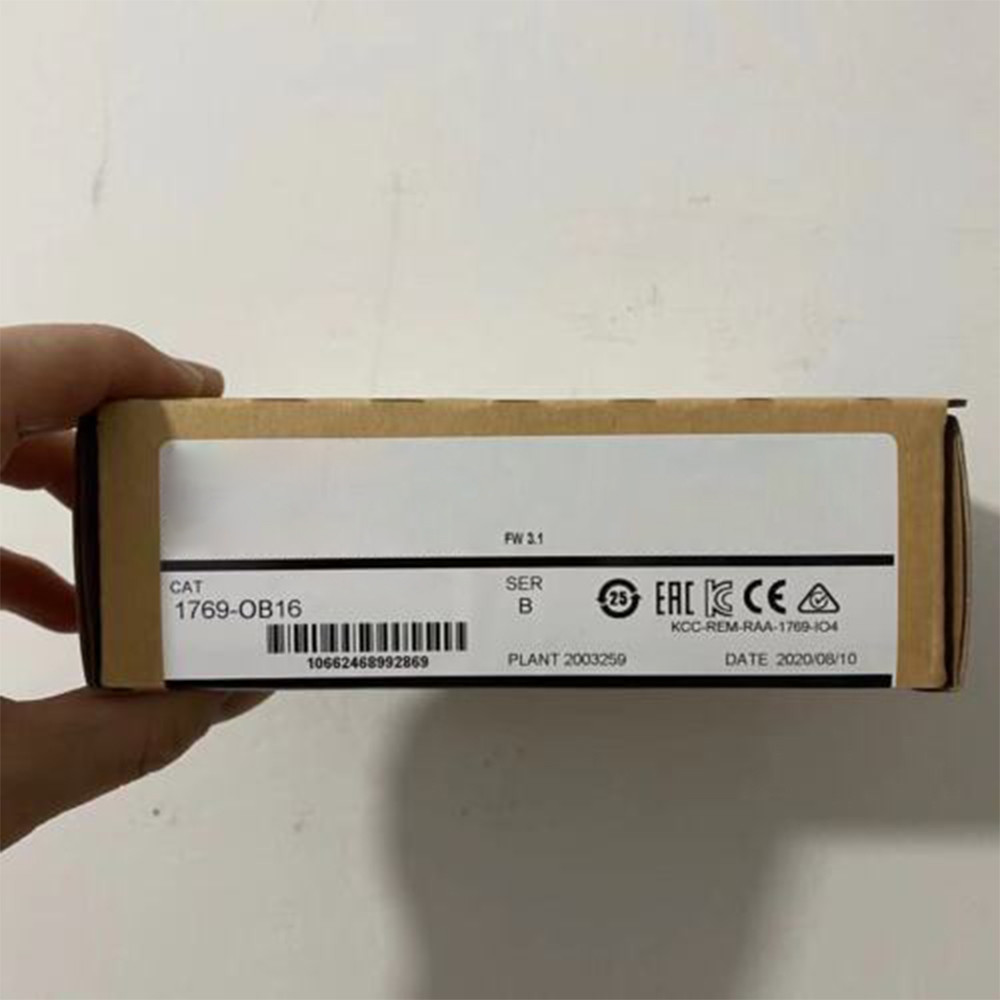 FW 3.1
CAT
1769-OB16
SER
B
25
EAC
CE
KCC-REM-RAA-1769-IO4
10662468992869
PLANT 2003259
DATE 2020/08/10